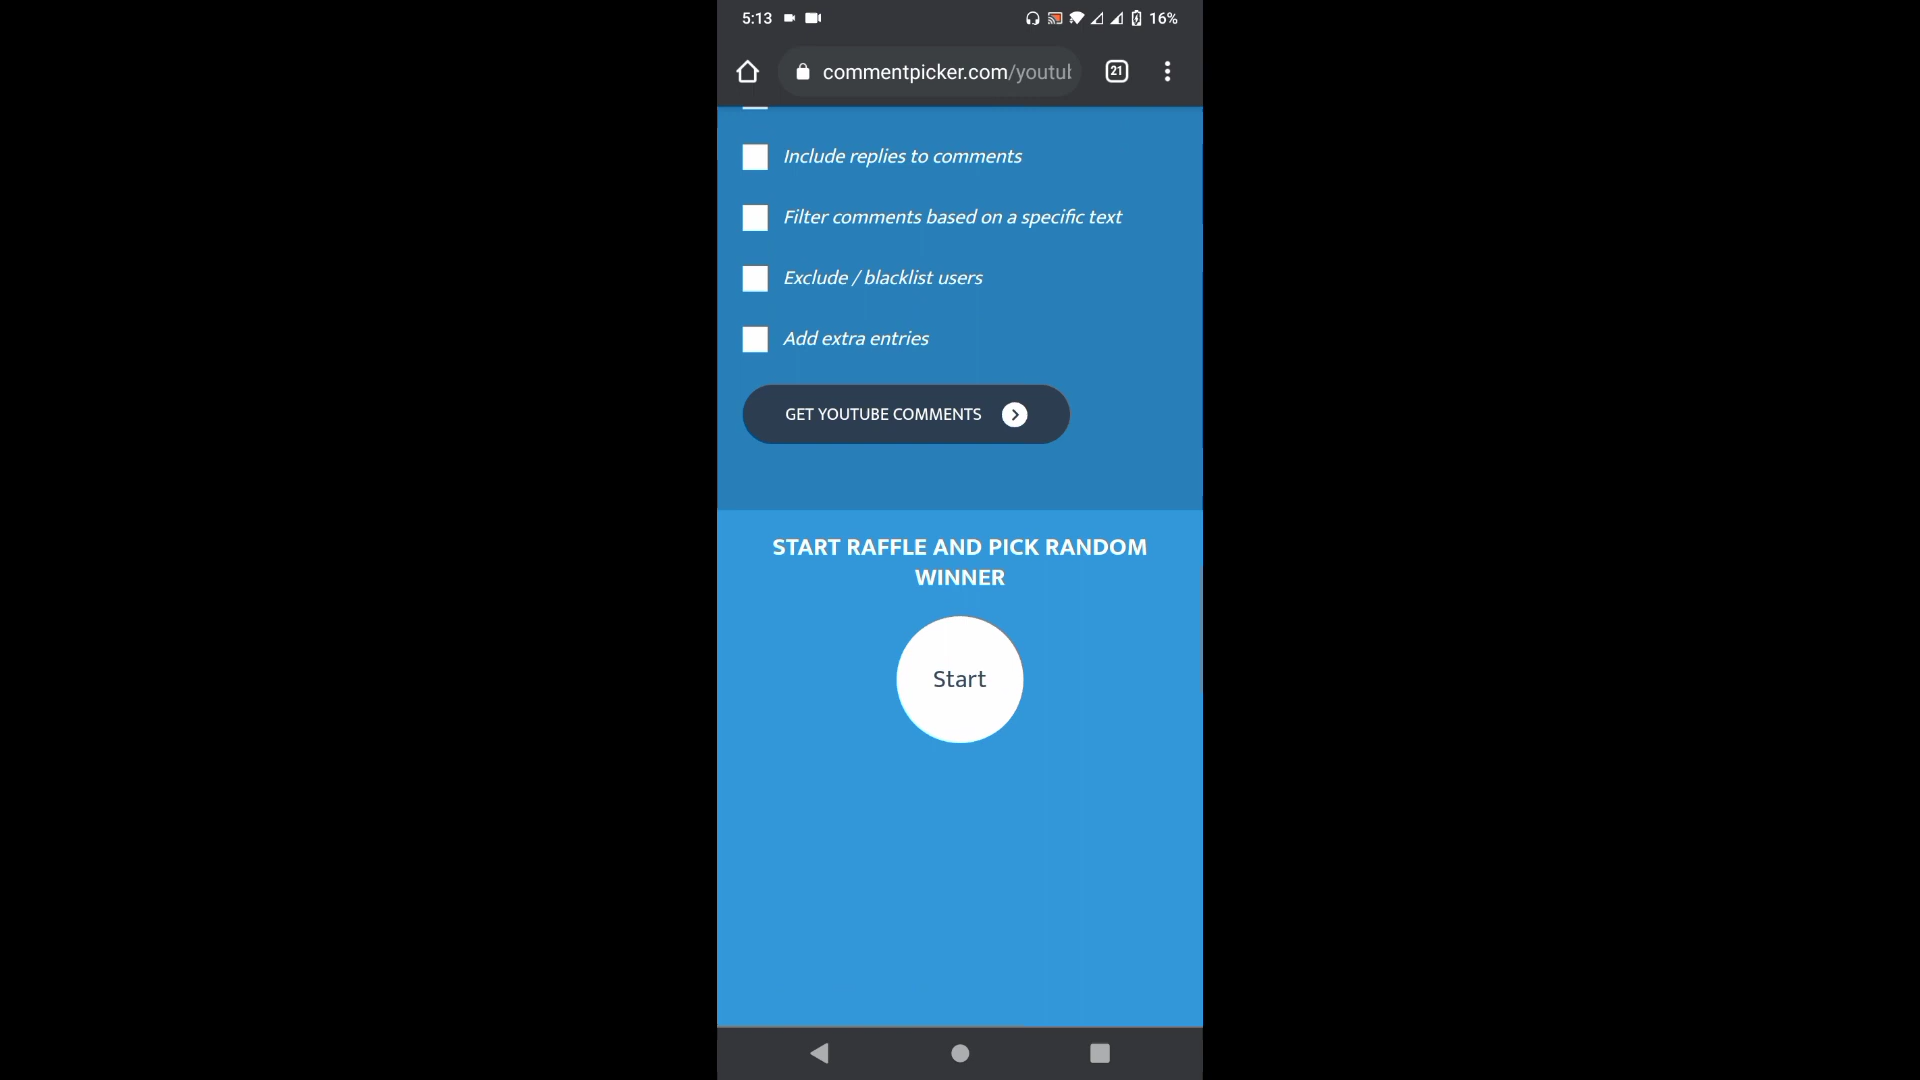 5:13
16%
commentpicker.com/youtub
21
Include replies to comments
Filter comments based on a specific text
Exclude / blacklist users
Add extra entries
GET YOUTUBE COMMENTS
START RAFFLE AND PICK RANDOM
WINNER
Start